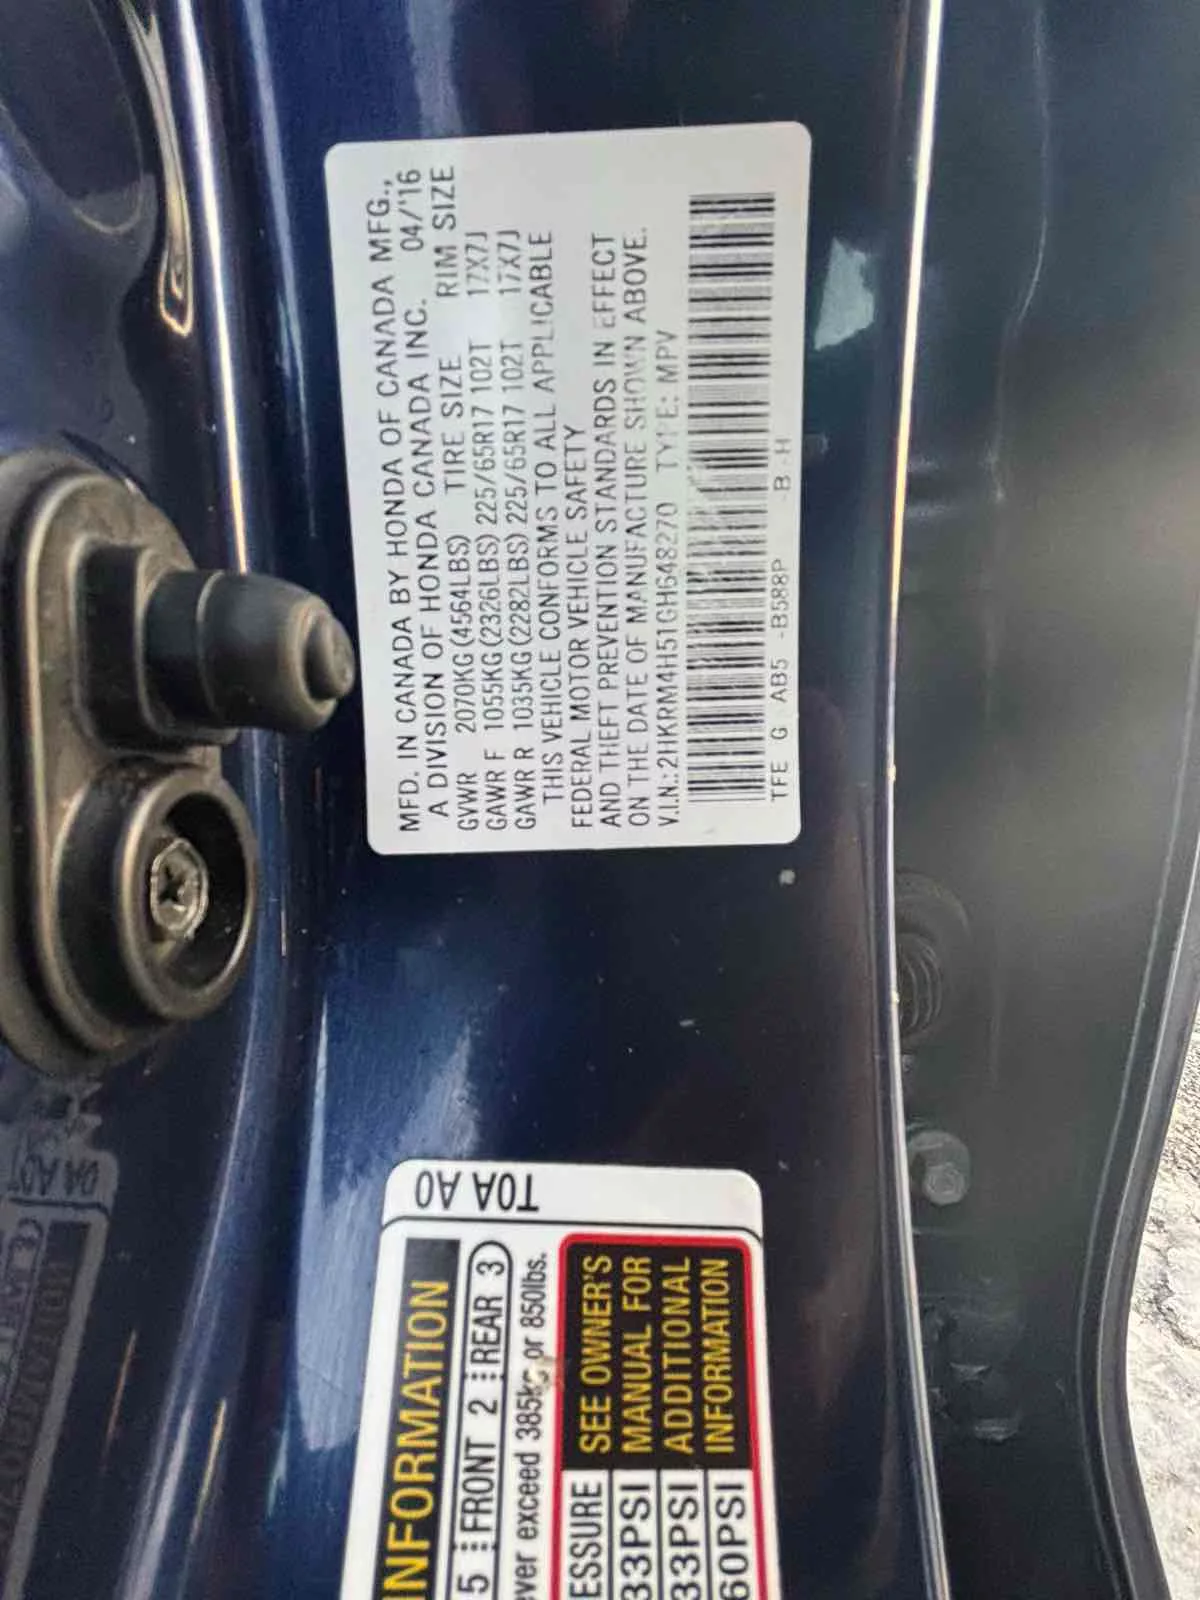 MFD. IN CANADA BY HONDA OF CANADA MFG.,
A DIVISION OF HONDA CANADA INC. 04/'16
GVWR 2070KG(4564LBS) TIRE SIZE RIM SIZE
GAWR F 1055KG(2326LBS) 225/65R17 102T 17X7J
GAWR R 1035KG(2282LBS) 225/65R17 102T 17X7J
THIS VEHICLE CONFORMS TO ALL APPLICABLE
FEDERAL MOTOR VEHICLE SAFETY
AND THEFT PREVENTION STANDARDS IN EFFECT
ON THE DATE OF MANUFACTURE SHOWN ABOVE.
V.I.N.:2HKRM4H51GH648270 TYPE: MPV
TFE G AB5 -B588P -B-H
T0A A0
INFORMATION
5 FRONT 2 REAR 3
ever exceed 385kg or 850lbs.
ESSURE
33PSI
33PSI
60PSI
SEE OWNER'S
MANUAL FOR
ADDITIONAL
INFORMATION